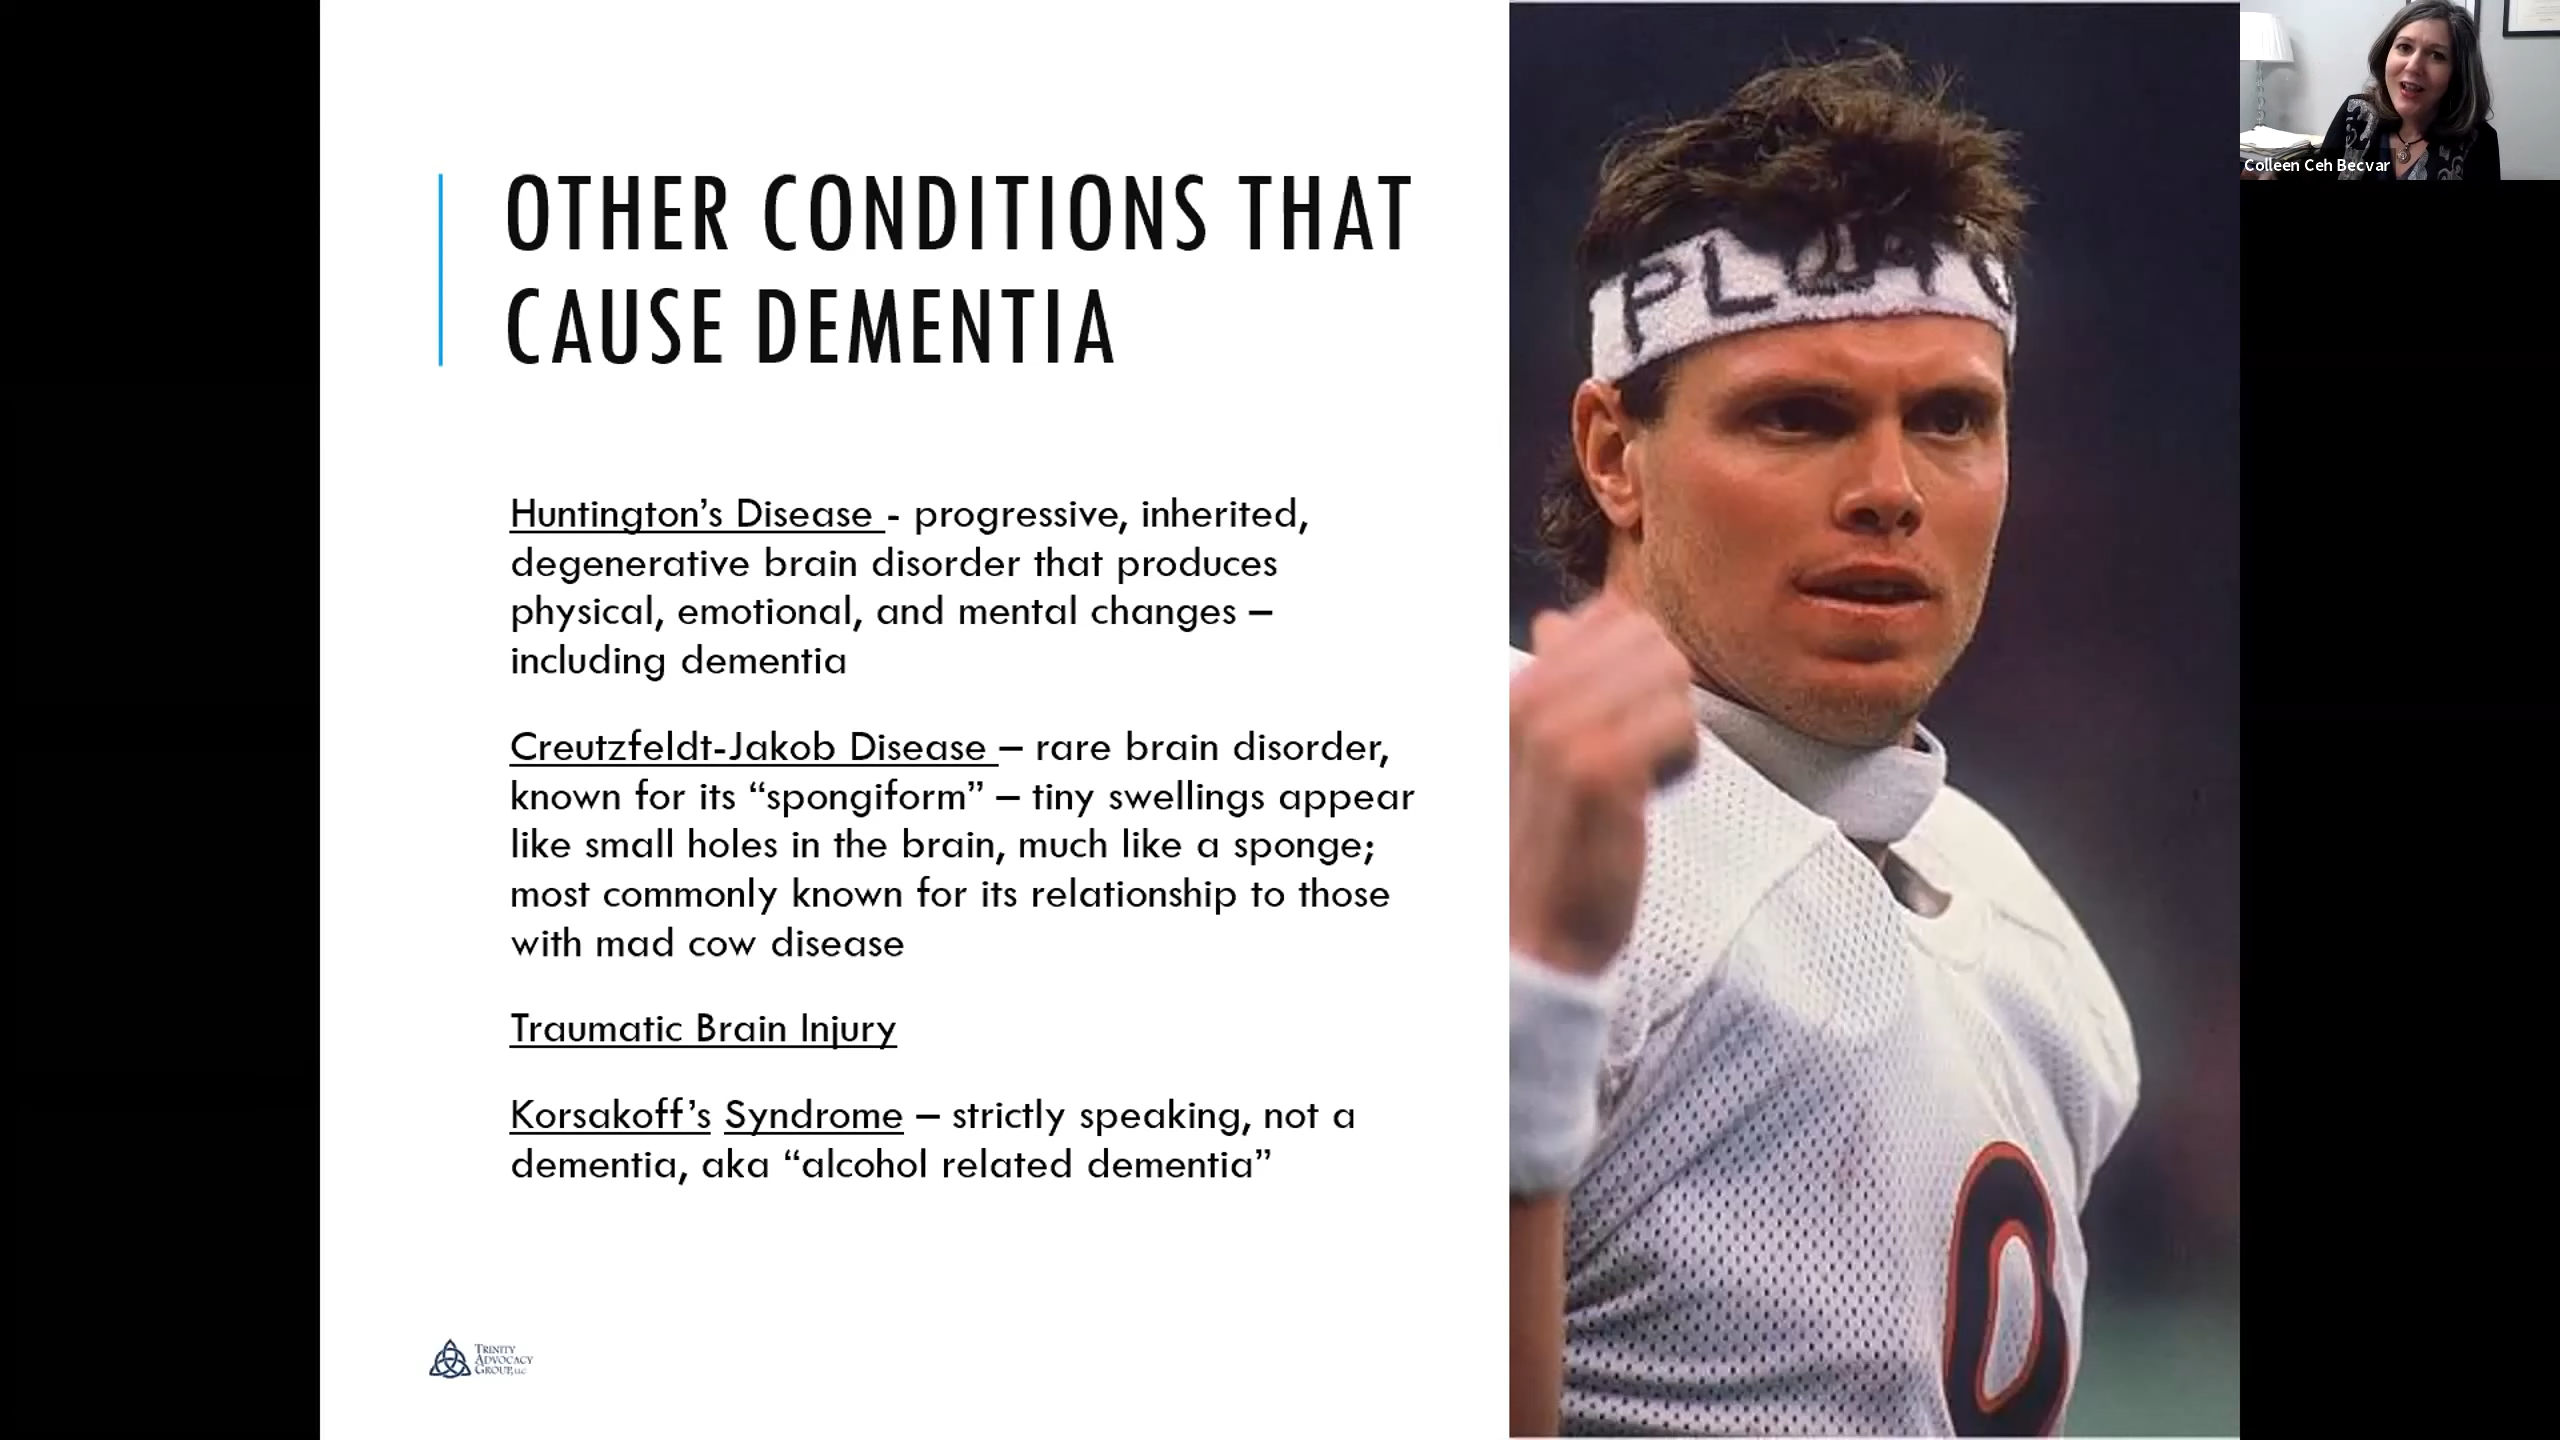 OTHER CONDITIONS THAT
CAUSE DEMENTIA
Huntington’s Disease - progressive, inherited,
degenerative brain disorder that produces
physical, emotional, and mental changes –
including dementia
Creutzfeldt-Jakob Disease – rare brain disorder,
known for its “spongiform” – tiny swellings appear
like small holes in the brain, much like a sponge;
most commonly known for its relationship to those
with mad cow disease
Traumatic Brain Injury
Korsakoff’s Syndrome – strictly speaking, not a
dementia, aka “alcohol related dementia”
TRINITY
ADVOCACY
GROUP, LLC
PLUTO
Colleen Ceh Becvar